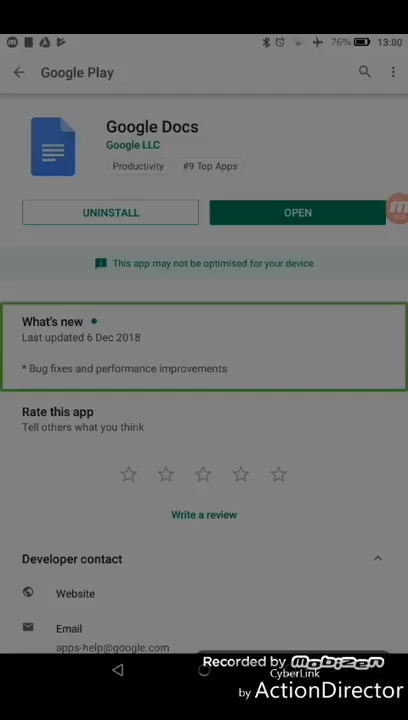 76% 13:00
Google Play
Google Docs
Google LLC
Productivity #9 Top Apps
UNINSTALL OPEN
This app may not be optimised for your device
What's new
Last updated 6 Dec 2018
* Bug fixes and performance improvements
Rate this app
Tell others what you think
Write a review
Developer contact
Website
Email
apps-help@google.com
Recorded by Mobizen
CyberLink
by ActionDirector